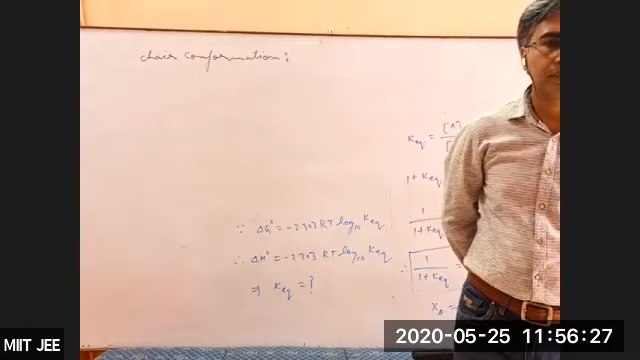 chair conformation:
Keq = [A]
1 + Keq
∵ ΔG° = -2.303 RT log₁₀ Keq
1
1+Keq
∴ ΔH° = -2.303 RT log₁₀ Keq
∴ 1
1+Keq =
⇒ Keq = ?
XA =
MIIT JEE
2020-05-25 11:56:27